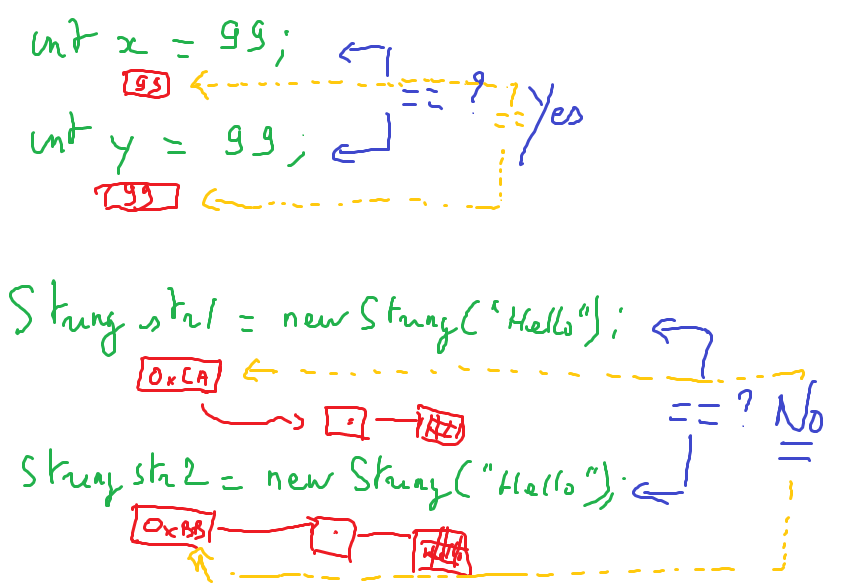 int x = 99;
99
== ? Yes
==
int y = 99;
99
String str1 = new String("Hello");
0xCA
== ? No
String str2 = new String("Hello");
0xBB